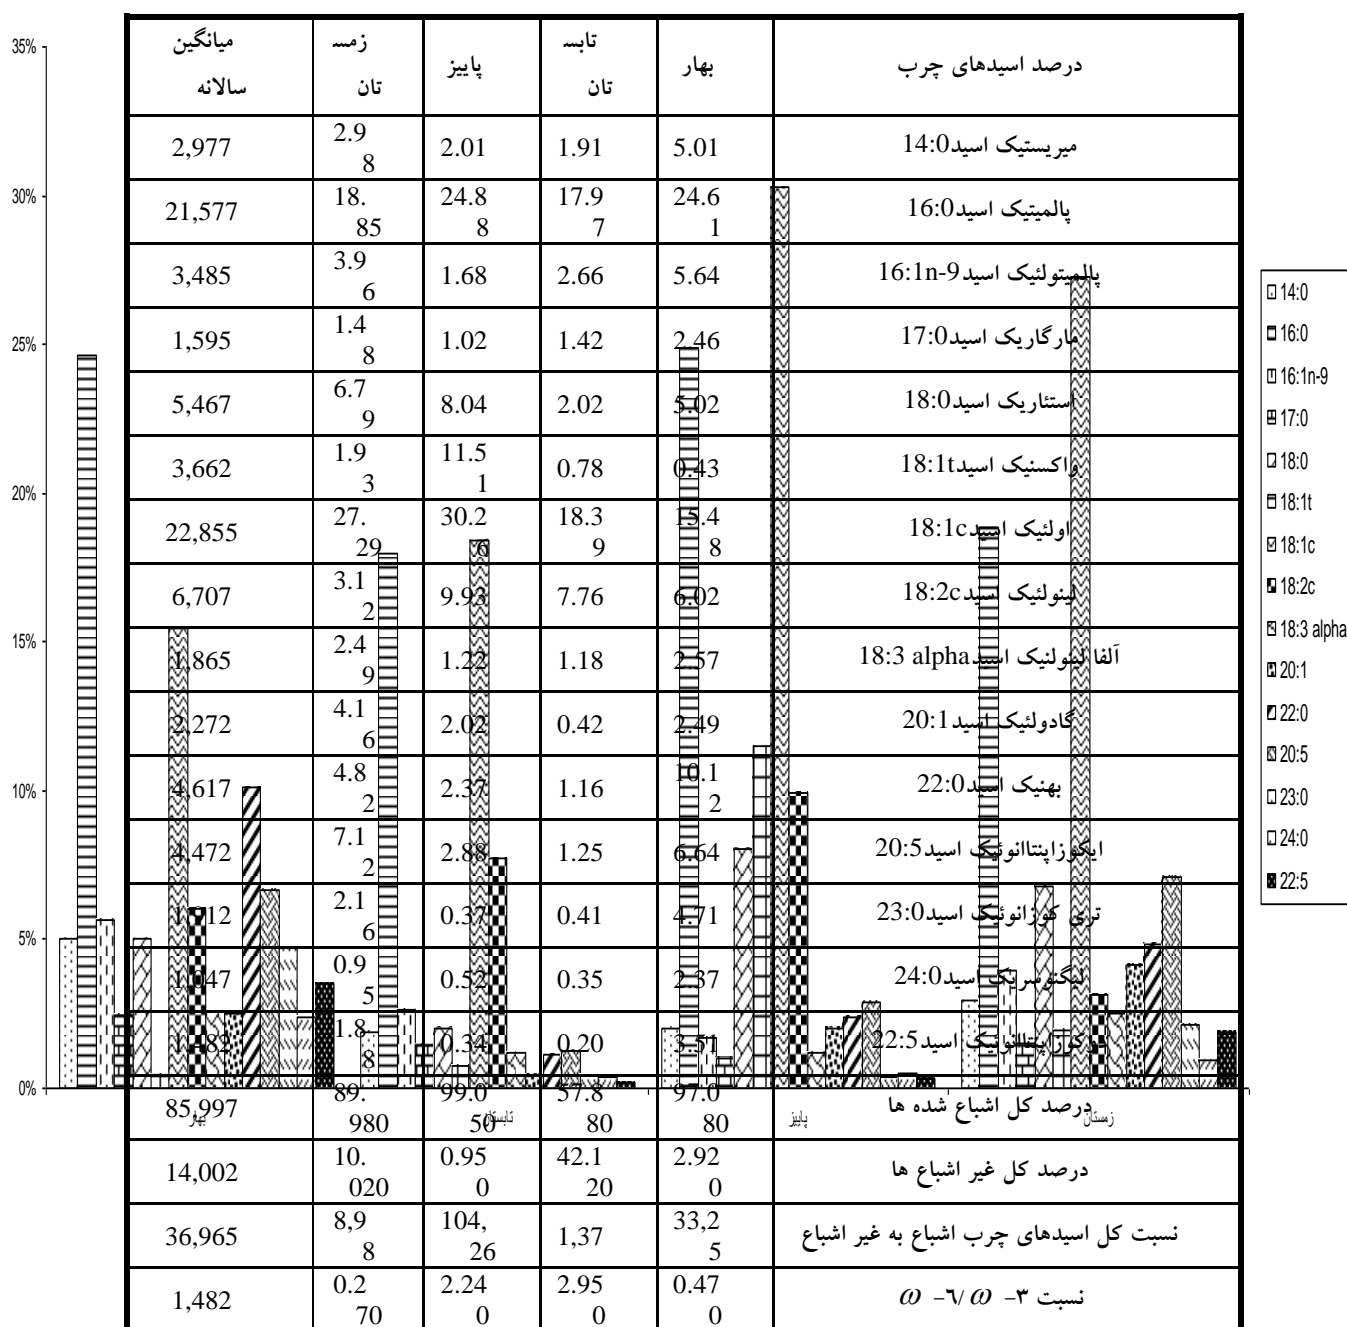 درصد اسیدهای چرب بهار تابستان پاییز زمستان میانگین سالانه
میریستیک اسید14:0 5.01 1.91 2.01 2.98 2,977
پالمیتیک اسید16:0 24.61 17.97 24.88 18.85 21,577
پالمیتولئیک اسید16:1n-9 5.64 2.66 1.68 3.96 3,485
مارگاریک اسید17:0 2.46 1.42 1.02 1.48 1,595
استئاریک اسید18:0 5.02 2.02 8.04 6.79 5,467
واکسنیک اسید18:1t 0.43 0.78 11.51 1.93 3,662
اولئیک اسید18:1c 15.48 18.39 30.26 27.29 22,855
لینولئیک اسید18:2c 6.02 7.76 9.93 3.12 6,707
آلفا لینولنیک اسید18:3 alpha 2.57 1.18 1.22 2.49 1,865
گادولئیک اسید20:1 2.49 0.42 2.02 4.16 2,272
بهنیک اسید22:0 10.12 1.16 2.37 4.82 4,617
ایکوزاپنتاانوئیک اسید20:5 6.64 1.25 2.88 7.12 4,472
تری کوزانوئیک اسید23:0 4.71 0.41 0.37 2.16 1,912
لیگنوسریک اسید24:0 2.37 0.35 0.52 0.95 1,047
دوکوزاپنتاانوئیک اسید22:5 3.51 0.20 0.34 1.88 1,482
درصد کل اشباع شده ها 97.080 57.880 99.050 89.980 85,997
درصد کل غیر اشباع ها 2.920 42.120 0.950 10.020 14,002
نسبت کل اسیدهای چرب اشباع به غیر اشباع 33,25 1,37 104,26 8,98 36,965
نسبت ω -٦/ ω -٣ 0.470 2.950 2.240 0.270 1,482
35%
30%
25%
20%
15%
10%
5%
0%
بهار تابستان پاییز زمستان
14:0
16:0
16:1n-9
17:0
18:0
18:1t
18:1c
18:2c
18:3 alpha
20:1
22:0
20:5
23:0
24:0
22:5